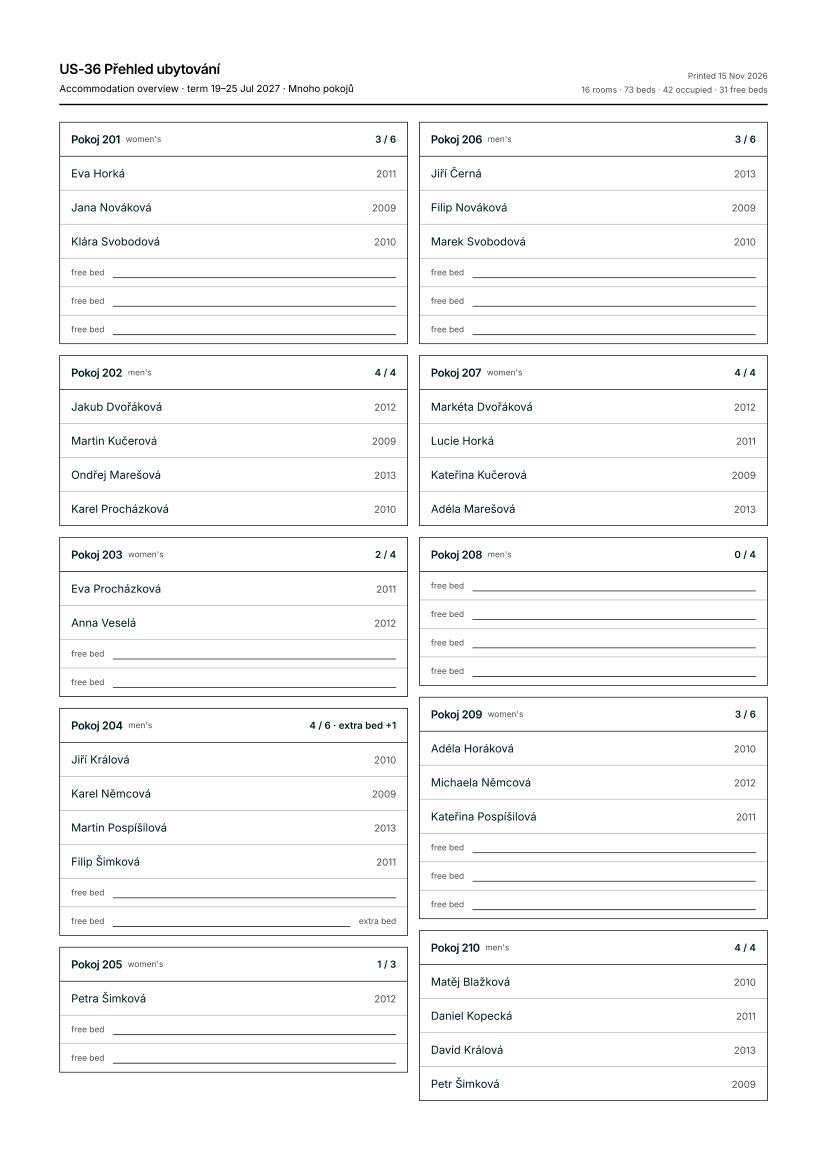 US-36 Přehled ubytování
Accommodation overview · term 19–25 Jul 2027 · Mnoho pokojů
Printed 15 Nov 2026
16 rooms · 73 beds · 42 occupied · 31 free beds
Pokoj 201 women's 3 / 6
Eva Horká 2011
Jana Nováková 2009
Klára Svobodová 2010
free bed
free bed
free bed
Pokoj 202 men's 4 / 4
Jakub Dvořáková 2012
Martin Kučerová 2009
Ondřej Marešová 2013
Karel Procházková 2010
Pokoj 203 women's 2 / 4
Eva Procházková 2011
Anna Veselá 2012
free bed
free bed
Pokoj 204 men's 4 / 6 · extra bed +1
Jiří Králová 2010
Karel Němcová 2009
Martin Pospíšilová 2013
Filip Šimková 2011
free bed
free bed extra bed
Pokoj 205 women's 1 / 3
Petra Šimková 2012
free bed
free bed
Pokoj 206 men's 3 / 6
Jiří Černá 2013
Filip Nováková 2009
Marek Svobodová 2010
free bed
free bed
free bed
Pokoj 207 women's 4 / 4
Markéta Dvořáková 2012
Lucie Horká 2011
Kateřina Kučerová 2009
Adéla Marešová 2013
Pokoj 208 men's 0 / 4
free bed
free bed
free bed
free bed
Pokoj 209 women's 3 / 6
Adéla Horáková 2010
Michaela Němcová 2012
Kateřina Pospíšilová 2011
free bed
free bed
free bed
Pokoj 210 men's 4 / 4
Matěj Blažková 2010
Daniel Kopecká 2011
David Králová 2013
Petr Šimková 2009